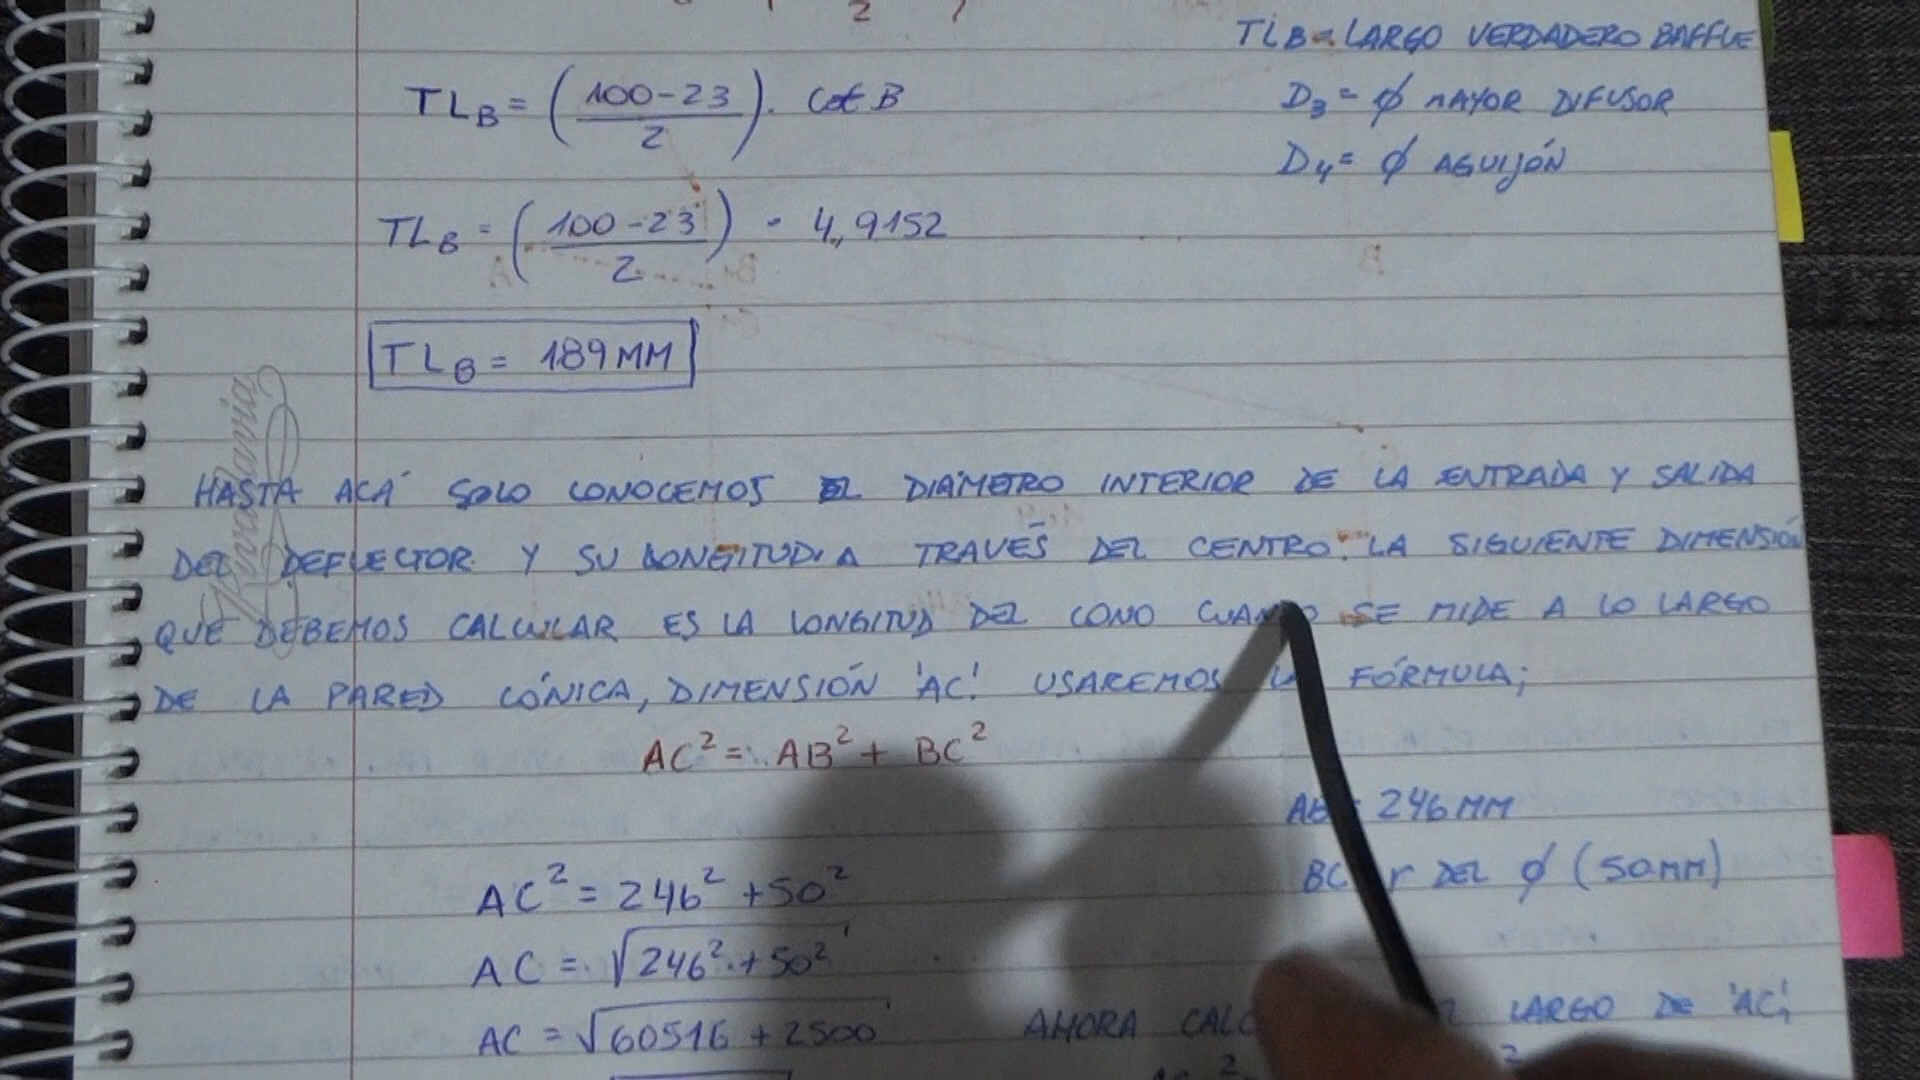 TLB = LARGO VERDADERO BAFFLE
TLB = (100-23 / 2) . Cot B
D3 = ϕ MAYOR DIFUSOR
D4 = ϕ AGUIJÓN
TLB = (100-23 / 2) · 4,9152
TLB = 189 MM
HASTA ACÁ SOLO CONOCEMOS EL DIÁMETRO INTERIOR DE LA ENTRADA Y SALIDA
DEL DEFLECTOR Y SU LONGITUD A TRAVÉS DEL CENTRO. LA SIGUIENTE DIMENSIÓN
QUE DEBEMOS CALCULAR ES LA LONGITUD DEL CONO CUANDO SE MIDE A LO LARGO
DE LA PARED CÓNICA, DIMENSIÓN 'AC'. USAREMOS LA FÓRMULA;
AC² = AB² + BC²
246 MM
AC² = 246² + 50²
BC r DEL ϕ (50MM)
AC = √246² + 50²
AC = √60516 + 2500
AHORA LARGO DE 'AC',
Rivadavia